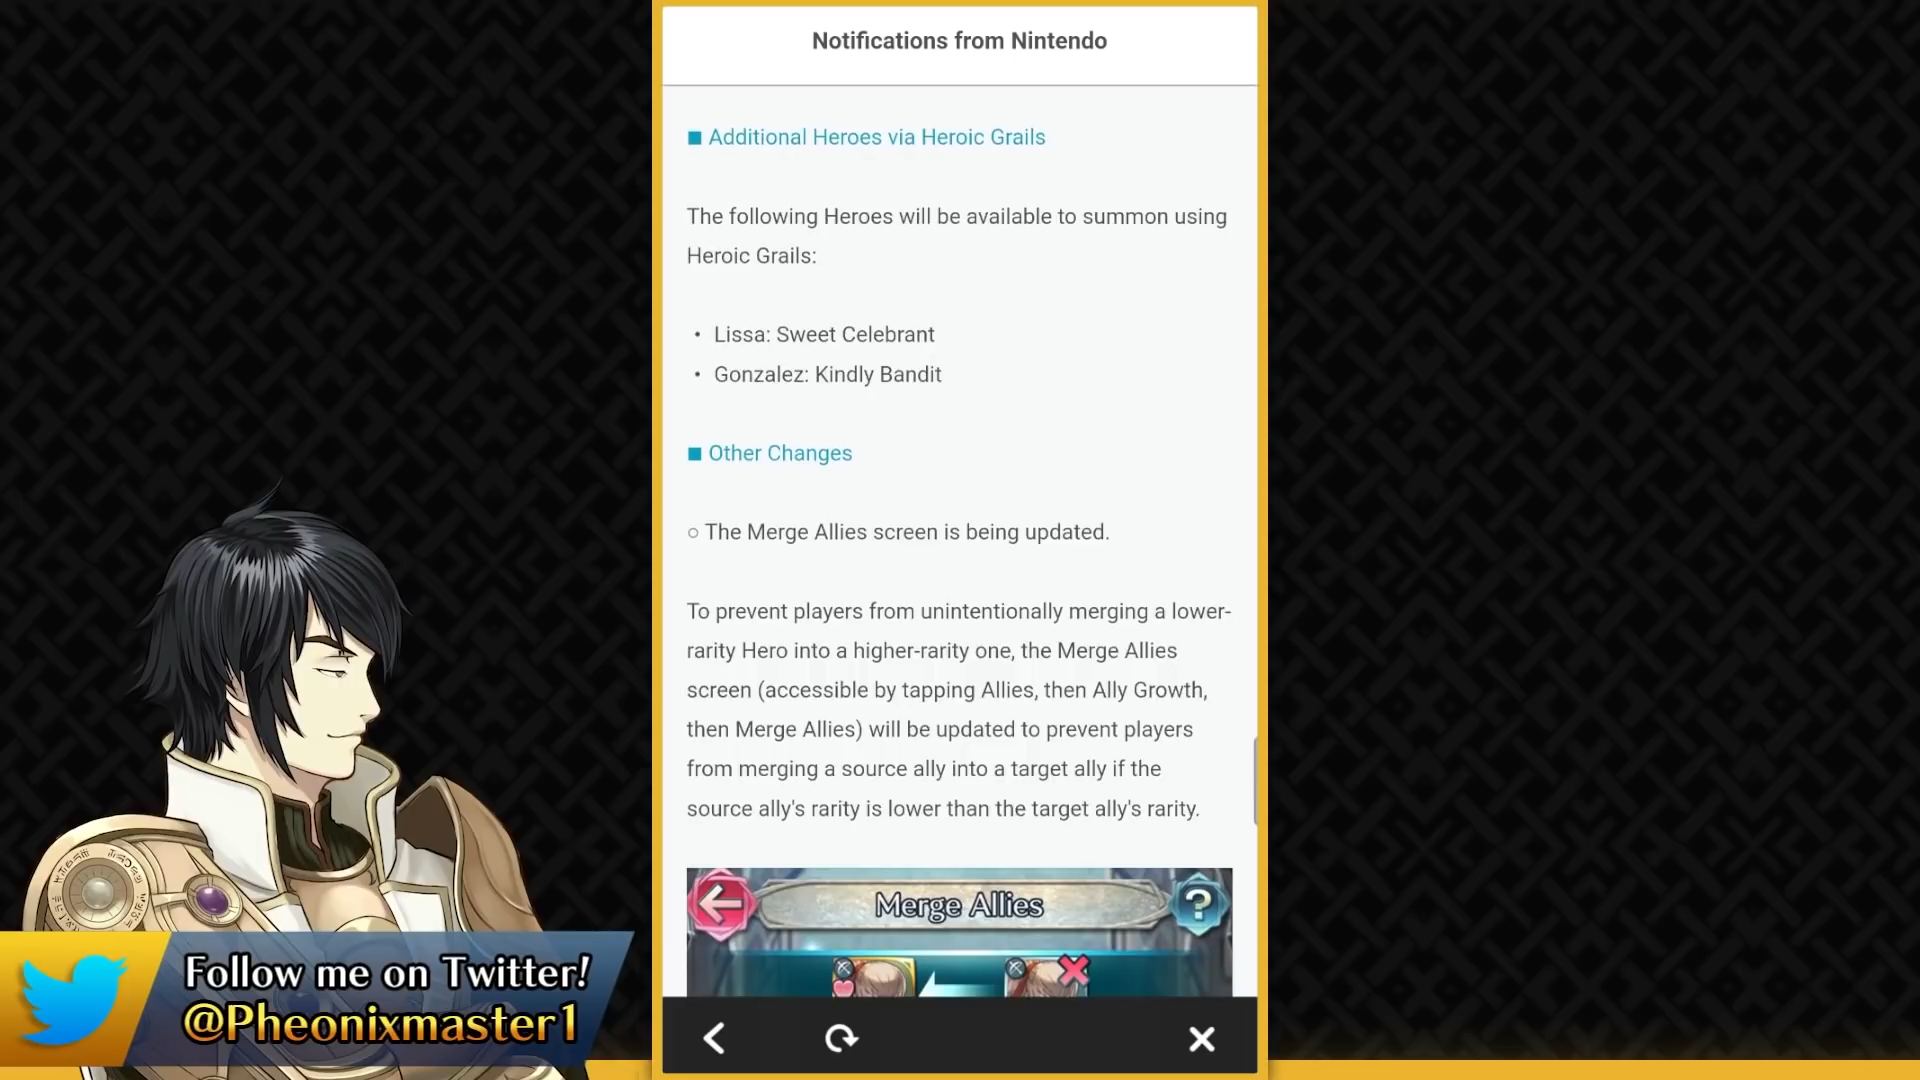 Notifications from Nintendo
■ Additional Heroes via Heroic Grails
The following Heroes will be available to summon using
Heroic Grails:
• Lissa: Sweet Celebrant
• Gonzalez: Kindly Bandit
■ Other Changes
○ The Merge Allies screen is being updated.
To prevent players from unintentionally merging a lower-
rarity Hero into a higher-rarity one, the Merge Allies
screen (accessible by tapping Allies, then Ally Growth,
then Merge Allies) will be updated to prevent players
from merging a source ally into a target ally if the
source ally's rarity is lower than the target ally's rarity.
Merge Allies
?
Follow me on Twitter!
@Pheonixmaster1